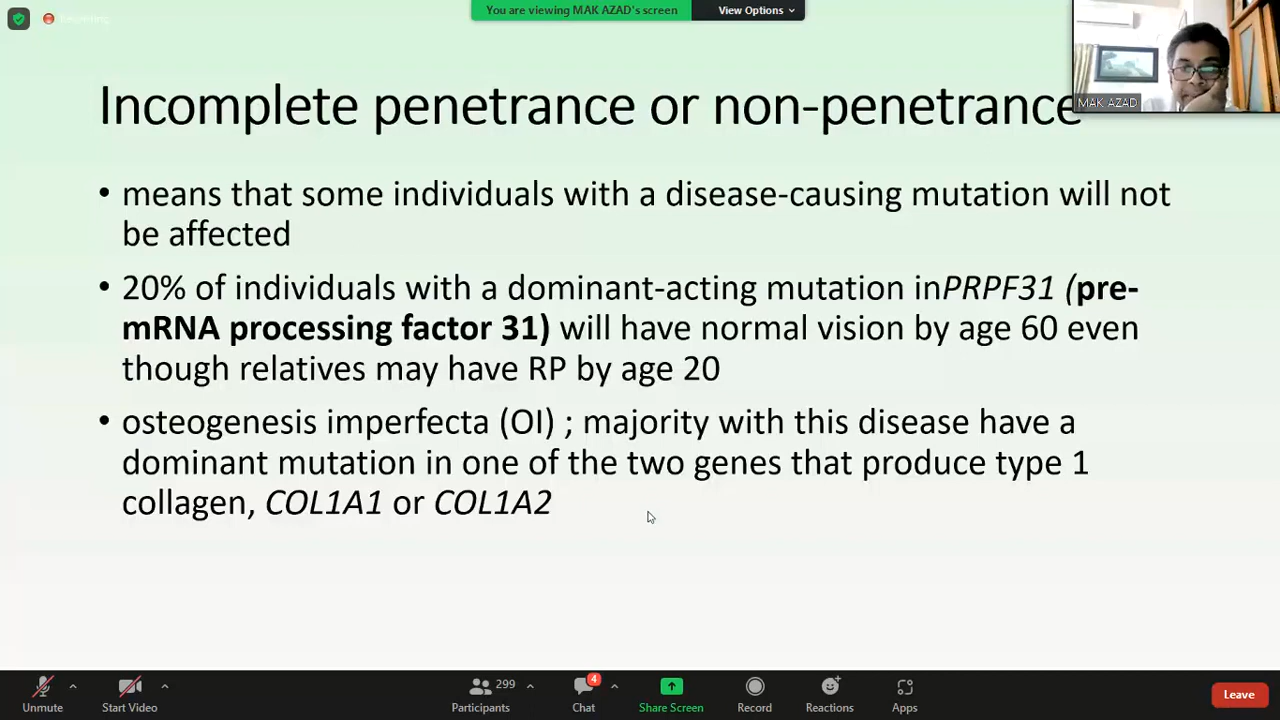 Recording
You are viewing MAK AZAD's screen
View Options
MAK AZAD
Incomplete penetrance or non-penetrance
• means that some individuals with a disease-causing mutation will not
be affected
• 20% of individuals with a dominant-acting mutation inPRPF31 (pre-
mRNA processing factor 31) will have normal vision by age 60 even
though relatives may have RP by age 20
• osteogenesis imperfecta (OI) ; majority with this disease have a
dominant mutation in one of the two genes that produce type 1
collagen, COL1A1 or COL1A2
Unmute
Start Video
299
Participants
4
Chat
Share Screen
Record
Reactions
Apps
Leave